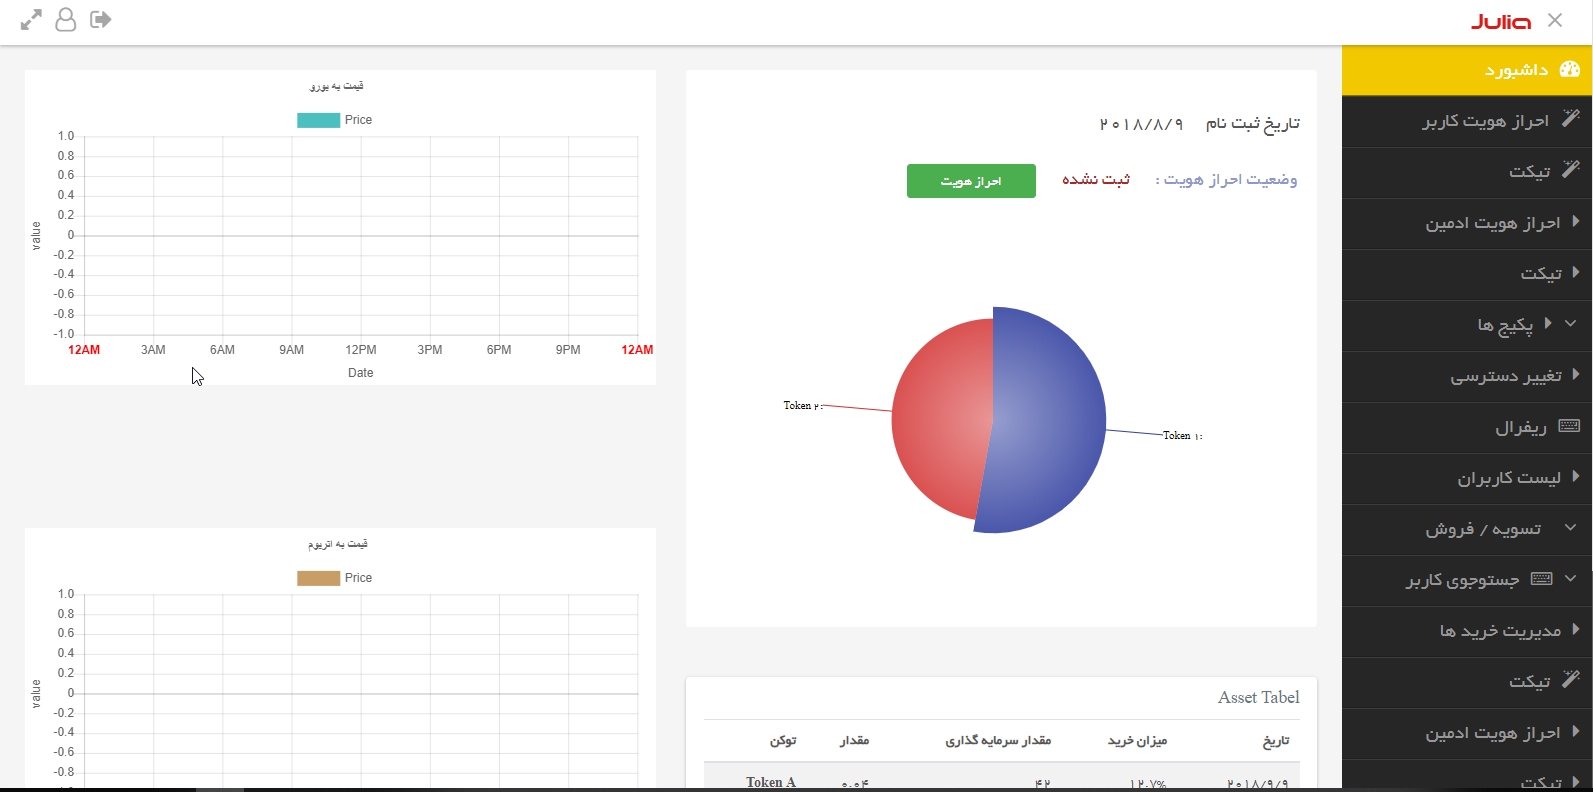 Julia
داشبورد
احراز هویت کاربر
تیکت
احراز هویت ادمین
تیکت
پکیج ها
تغییر دسترسی
ریفرال
لیست کاربران
تسویه / فروش
جستوجوی کاربر
مدیریت خرید ها
تیکت
احراز هویت ادمین
تیکت
تاریخ ثبت نام ۲۰۱۸/۸/۹
وضعیت احراز هویت : ثبت نشده احراز هویت
Token ۲:
Token ۱:
Asset Tabel
تاریخ میزان خرید مقدار سرمایه گذاری مقدار توکن
۲۰۱۸/۹/۹ ۱۲.۷% ۴۲ ۰.۰۴ Token A
قیمت به یورو
Price
1.0
0.8
0.6
0.4
0.2
0
-0.2
-0.4
-0.6
-0.8
-1.0
value
12AM 3AM 6AM 9AM 12PM 3PM 6PM 9PM 12AM
Date
قیمت به اتریوم
Price
1.0
0.8
0.6
0.4
0.2
0
-0.2
-0.4
-0.6
-0.8
value